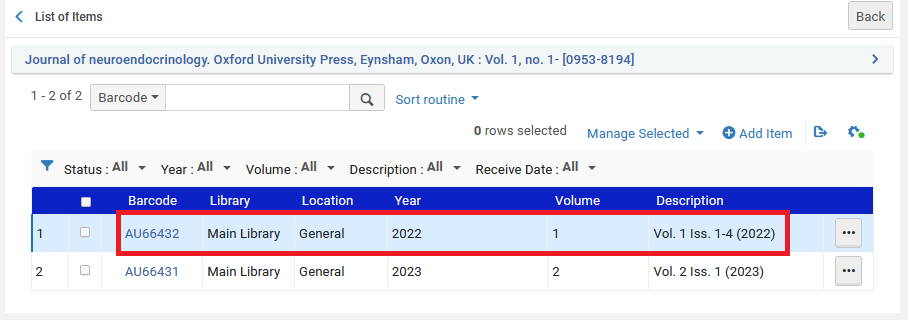 List of Items Back
Journal of neuroendocrinology. Oxford University Press, Eynsham, Oxon, UK : Vol. 1, no. 1- [0953-8194]
1 - 2 of 2 Barcode Sort routine
0 rows selected Manage Selected Add Item
Status : All Year : All Volume : All Description : All Receive Date : All
Barcode Library Location Year Volume Description
1 AU66432 Main Library General 2022 1 Vol. 1 Iss. 1-4 (2022)
2 AU66431 Main Library General 2023 2 Vol. 2 Iss. 1 (2023)